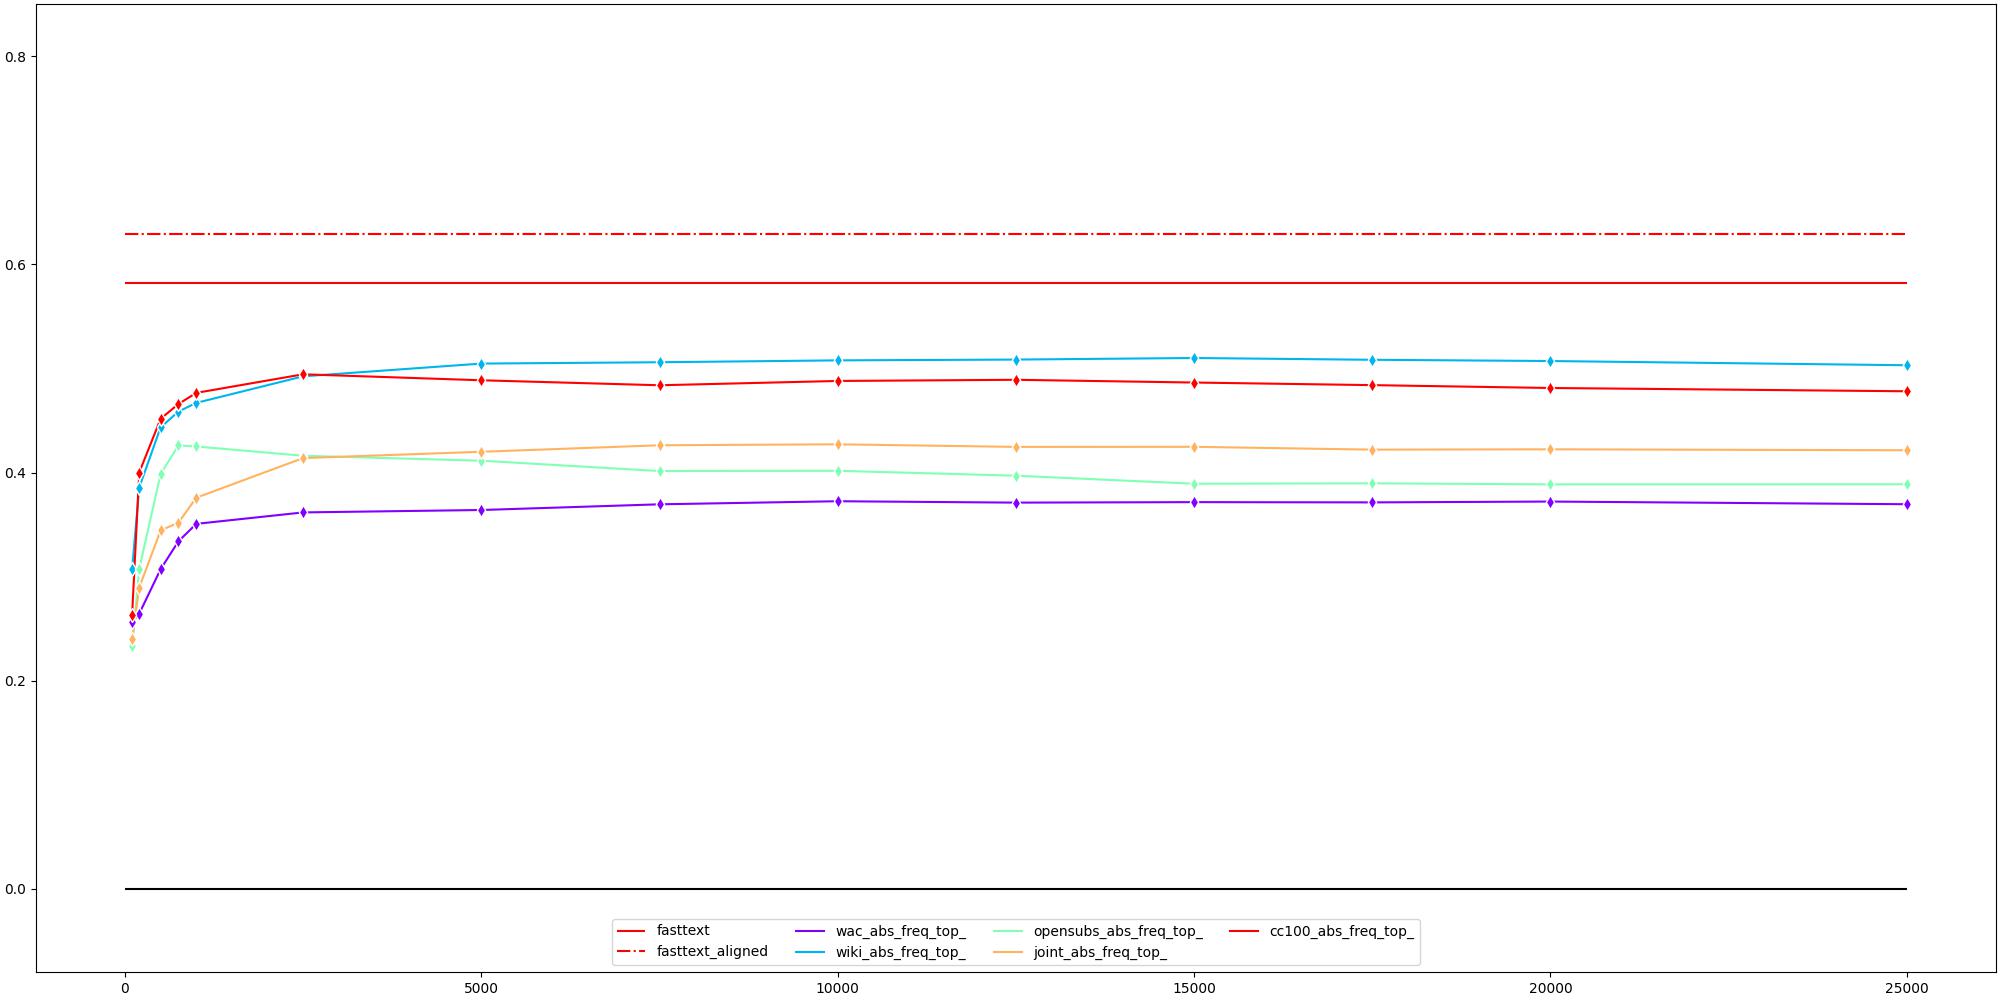 0.8
0.6
0.4
0.2
0.0
fasttext
fasttext_aligned
wac_abs_freq_top_
wiki_abs_freq_top_
opensubs_abs_freq_top_
joint_abs_freq_top_
cc100_abs_freq_top_
0 5000 10000 15000 20000 25000